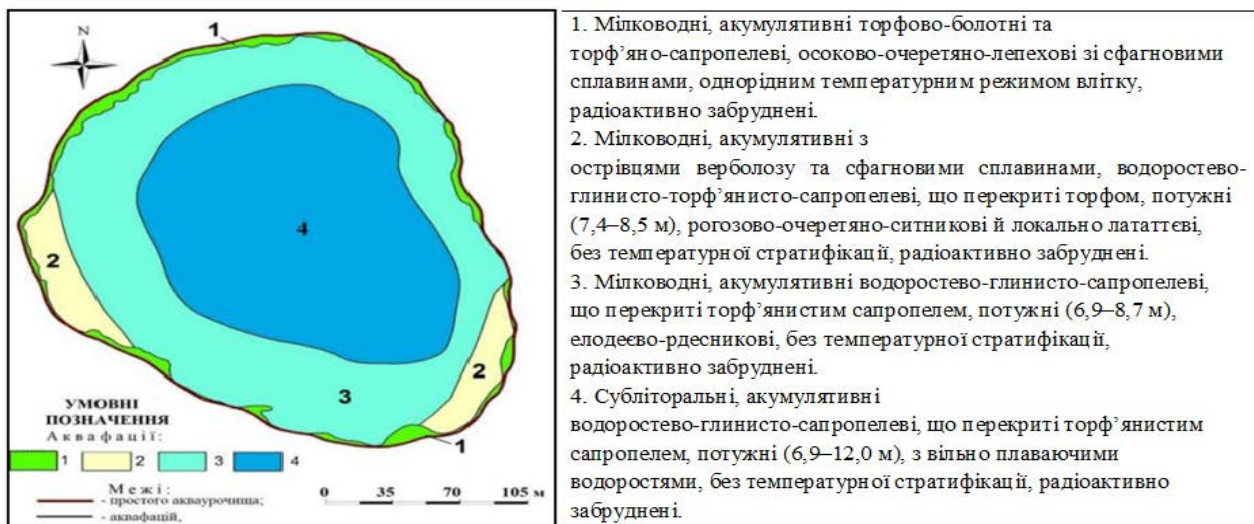 1
N
4
2
2
3
1
УМОВНІ
ПОЗНАЧЕННЯ
Аквафації:
1 2 3 4
Межі:
- простого акваурочища;
- аквафацій,
0 35 70 105 м
1. Мілководні, акумулятивні торфово-болотні та
торф’яно-сапропелеві, осоково-очеретяно-лепехові зі сфагновими
сплавинами, однорідним температурним режимом влітку,
радіоактивно забруднені.
2. Мілководні, акумулятивні з
острівцями верболозу та сфагновими сплавинами, водоростево-
глинисто-торф’янисто-сапропелеві, що перекриті торфом, потужні
(7,4–8,5 м), рогозово-очеретяно-ситникові й локально лататтєві,
без температурної стратифікації, радіоактивно забруднені.
3. Мілководні, акумулятивні водоростево-глинисто-сапропелеві,
що перекриті торф’янистим сапропелем, потужні (6,9–8,7 м),
елодеєво-рдесникові, без температурної стратифікації,
радіоактивно забруднені.
4. Субліторальні, акумулятивні
водоростево-глинисто-сапропелеві, що перекриті торф’янистим
сапропелем, потужні (6,9–12,0 м), з вільно плаваючими
водоростями, без температурної стратифікації, радіоактивно
забруднені.